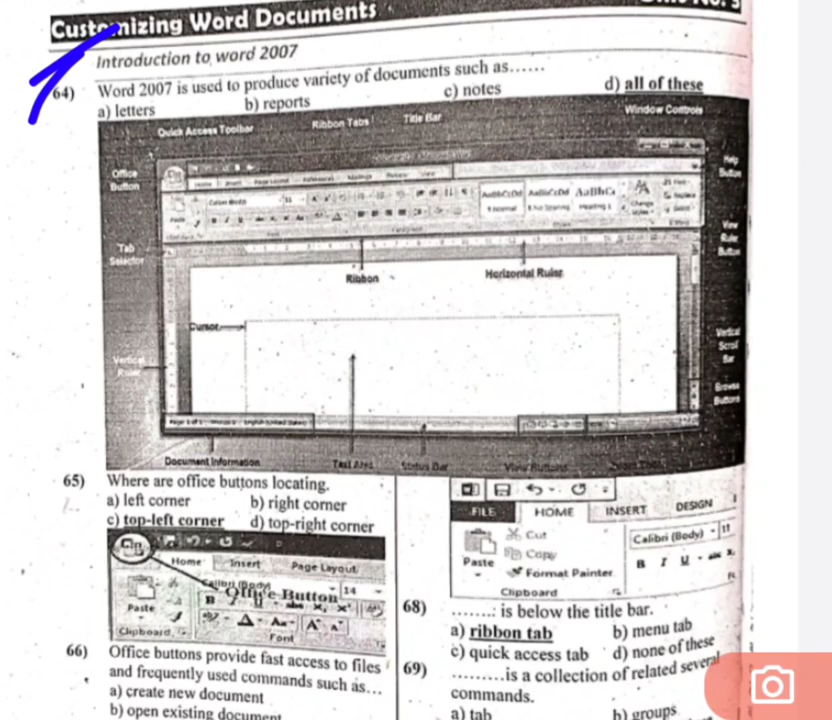 Customizing Word Documents
Introduction to word 2007
64) Word 2007 is used to produce variety of documents such as……
a) letters b) reports c) notes d) all of these
Quick Access Toolbar Ribbon Tabs Title Bar Window Controls
Office Button
Help Button
Tab Selector
View Ruler Button
Ribbon Horizontal Ruler
Cursor
Vertical Ruler
Vertical Scroll Bar
Browse Buttons
Document Information Text Area Status Bar View Buttons
65) Where are office buttons locating.
a) left corner b) right corner
c) top-left corner d) top-right corner
Home Insert Page Layout
Calibri (Body) 14
Office Button
Paste
Clipboard Font
66) Office buttons provide fast access to files
and frequently used commands such as…
a) create new document
b) open existing document
FILE HOME INSERT DESIGN
Cut
Copy
Paste
Format Painter
Clipboard
Calibri (Body) 11
B I U abc
68) ........: is below the title bar.
a) ribbon tab b) menu tab
c) quick access tab d) none of these
69) .........is a collection of related several
commands.
a) tab b) groups